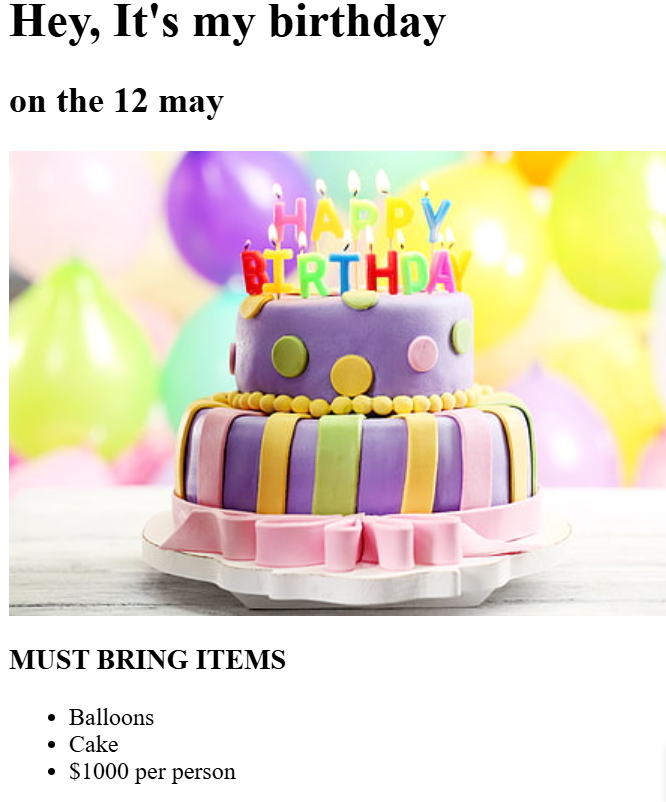 Hey, It's my birthday
on the 12 may
HAPPY
BIRTHDAY
MUST BRING ITEMS
Balloons
Cake
$1000 per person